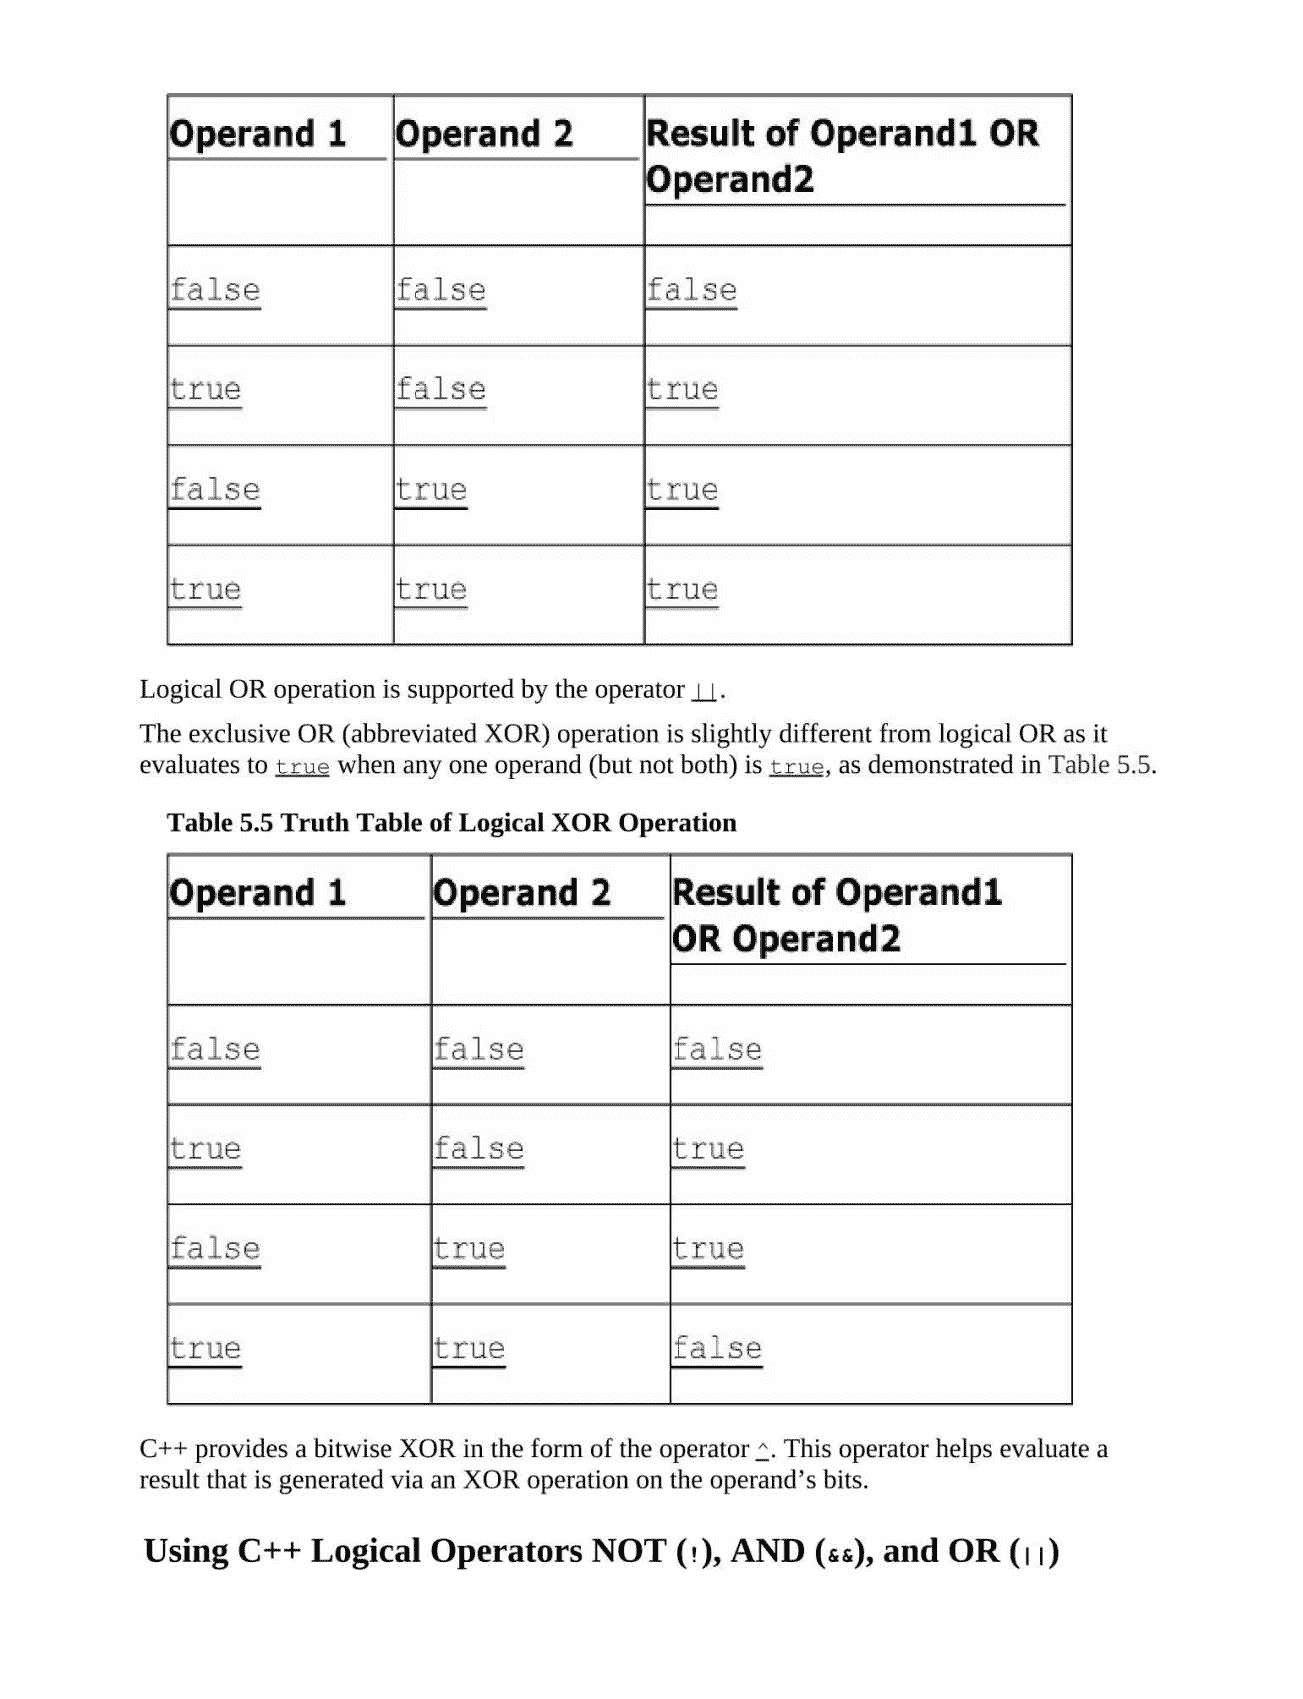 Operand 1 Operand 2 Result of Operand1 OR
Operand2
false false false
true false true
false true true
true true true
Logical OR operation is supported by the operator ||.
The exclusive OR (abbreviated XOR) operation is slightly different from logical OR as it
evaluates to true when any one operand (but not both) is true, as demonstrated in Table 5.5.
Table 5.5 Truth Table of Logical XOR Operation
Operand 1 Operand 2 Result of Operand1
OR Operand2
false false false
true false true
false true true
true true false
C++ provides a bitwise XOR in the form of the operator ^. This operator helps evaluate a
result that is generated via an XOR operation on the operand’s bits.
Using C++ Logical Operators NOT (!), AND (&&), and OR (||)